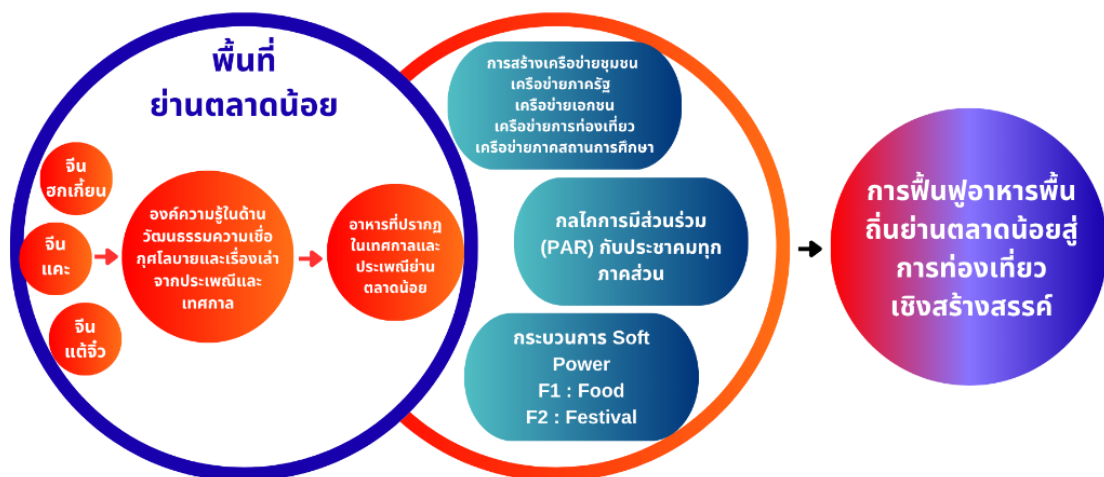 พื้นที่
ย่านตลาดน้อย
จีน
ฮกเกี้ยน
จีน
แคะ
จีน
แต้จิ๋ว
องค์ความรู้ในด้าน
วัฒนธรรมความเชื่อ
กุศโลบายและเรื่องเล่า
จากประเพณีและ
เทศกาล
อาหารที่ปรากฏ
ในเทศกาลและ
ประเพณีย่าน
ตลาดน้อย
การสร้างเครือข่ายชุมชน
เครือข่ายภาครัฐ
เครือข่ายเอกชน
เครือข่ายการท่องเที่ยว
เครือข่ายภาคสถานการศึกษา
กลไกการมีส่วนร่วม
(PAR) กับประชาคมทุก
ภาคส่วน
กระบวนการ Soft
Power
F1 : Food
F2 : Festival
การฟื้นฟูอาหารพื้น
ถิ่นย่านตลาดน้อยสู่
การท่องเที่ยว
เชิงสร้างสรรค์